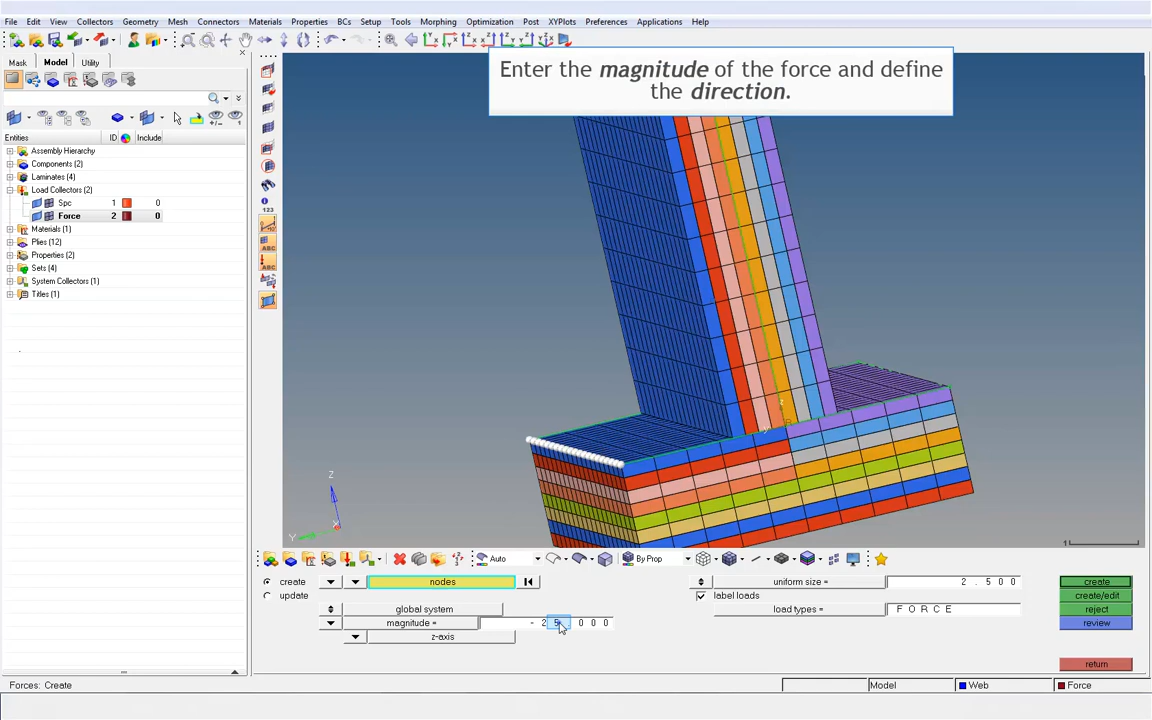 File Edit View Collectors Geometry Mesh Connectors Materials Properties BCs Setup Tools Morphing Optimization Post XYPlots Preferences Applications Help
Enter the magnitude of the force and define
the direction.
Mask Model Utility
Entities ID Include
Assembly Hierarchy
Components (2)
Laminates (4)
Load Collectors (2)
Spc 1 0
Force 2 0
Materials (1)
Plies (12)
Properties (2)
Sets (4)
System Collectors (1)
Titles (1)
Z
Y
X
1
Auto By Prop
create nodes uniform size = 2.500 create
update label loads create/edit
global system load types = FORCE reject
magnitude = -25.000 review
z-axis
return
Forces: Create Model Web Force